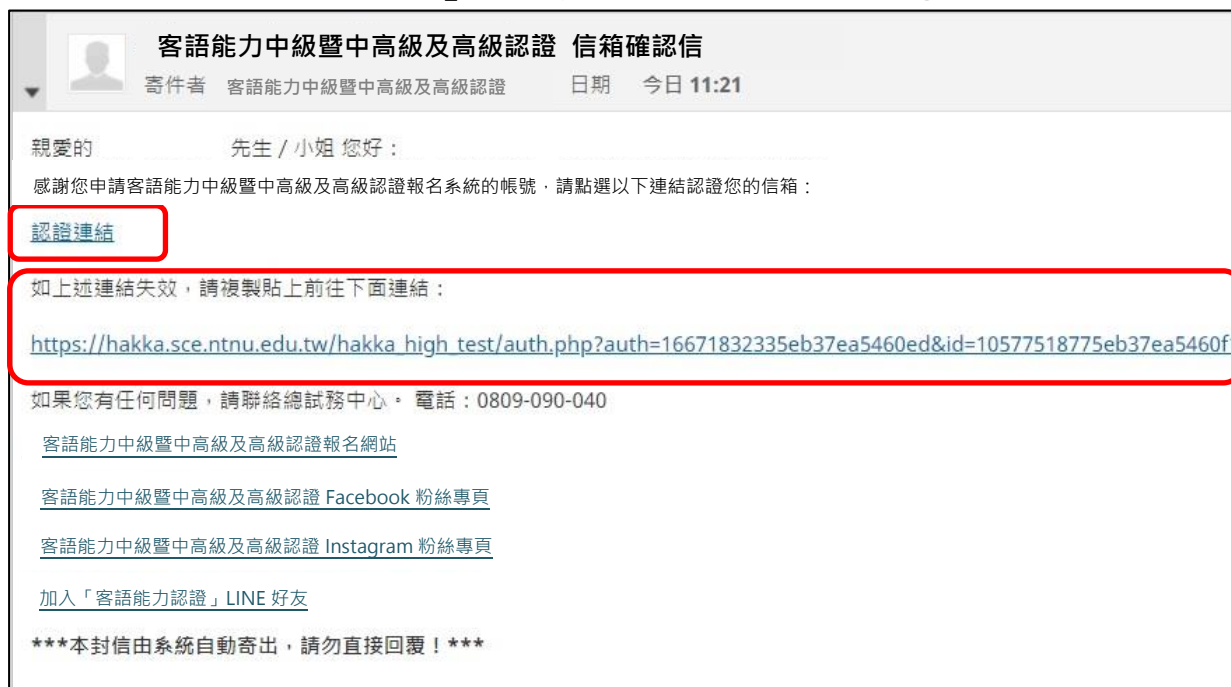 客語能力中級暨中高級及高級認證 信箱確認信
寄件者 客語能力中級暨中高級及高級認證 日期 今日 11:21
親愛的 先生 / 小姐 您好：
感謝您申請客語能力中級暨中高級及高級認證報名系統的帳號，請點選以下連結認證您的信箱：
認證連結
如上述連結失效，請複製貼上前往下面連結：
https://hakka.sce.ntnu.edu.tw/hakka_high_test/auth.php?auth=16671832335eb37ea5460ed&id=10577518775eb37ea5460f
如果您有任何問題，請聯絡總試務中心。 電話：0809-090-040
客語能力中級暨中高級及高級認證報名網站
客語能力中級暨中高級及高級認證 Facebook 粉絲專頁
客語能力中級暨中高級及高級認證 Instagram 粉絲專頁
加入「客語能力認證」LINE 好友
***本封信由系統自動寄出，請勿直接回覆！***